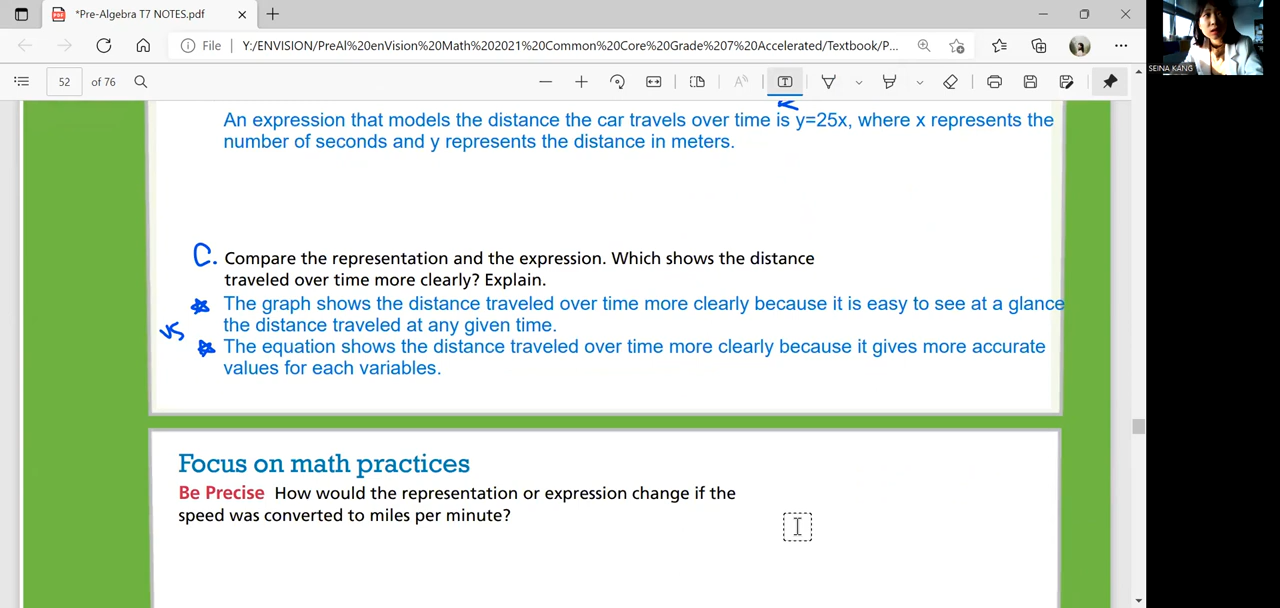 *Pre-Algebra T7 NOTES.pdf
File Y:/ENVISION/PreAl%20enVision%20Math%202021%20Common%20Core%20Grade%207%20Accelerated/Textbook/P...
SEINA KANG
52 of 76
An expression that models the distance the car travels over time is y=25x, where x represents the
number of seconds and y represents the distance in meters.
C. Compare the representation and the expression. Which shows the distance
traveled over time more clearly? Explain.
The graph shows the distance traveled over time more clearly because it is easy to see at a glance
the distance traveled at any given time.
vs
The equation shows the distance traveled over time more clearly because it gives more accurate
values for each variables.
Focus on math practices
Be Precise How would the representation or expression change if the
speed was converted to miles per minute?